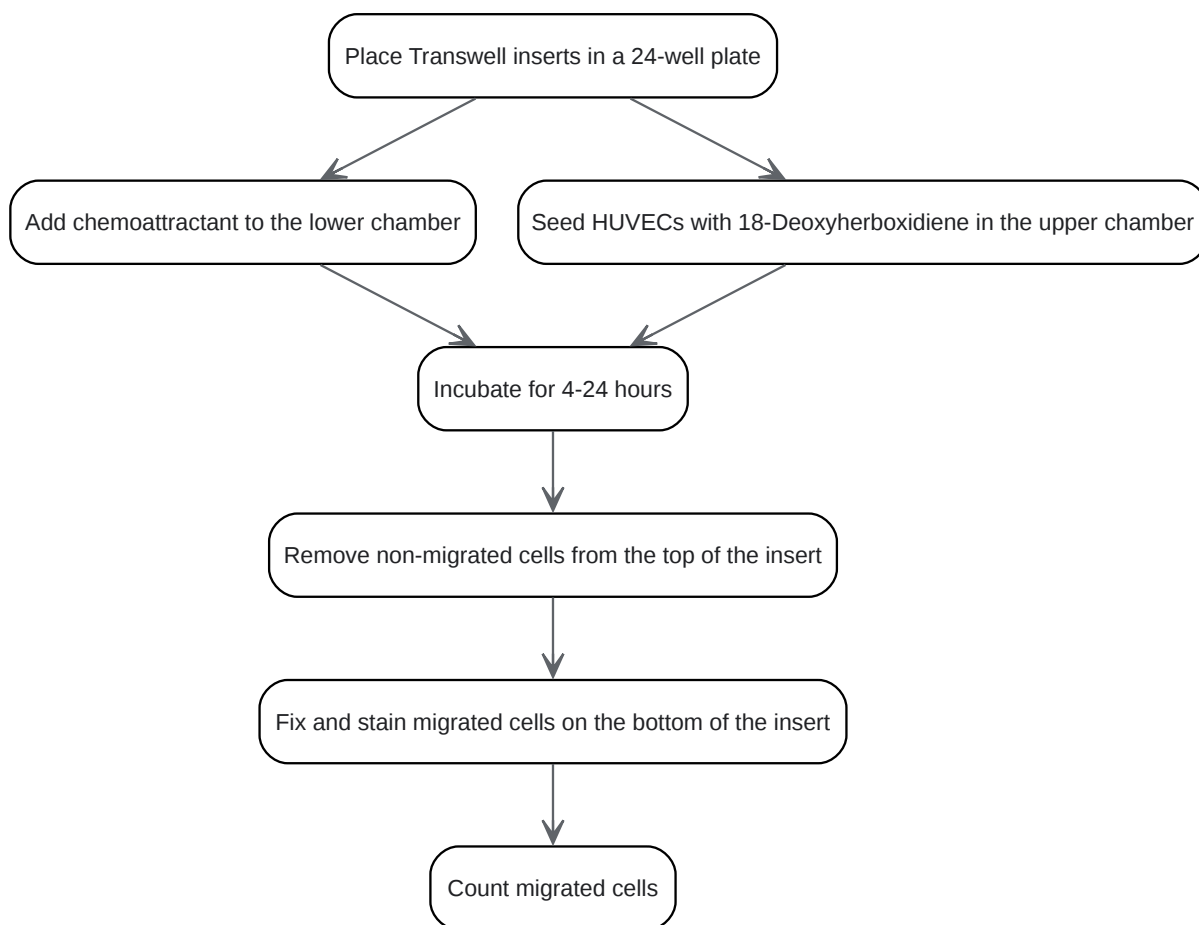 Place Transwell inserts in a 24-well plate
Add chemoattractant to the lower chamber
Seed HUVECs with 18-Deoxyherboxidiene in the upper chamber
Incubate for 4-24 hours
Remove non-migrated cells from the top of the insert
Fix and stain migrated cells on the bottom of the insert
Count migrated cells